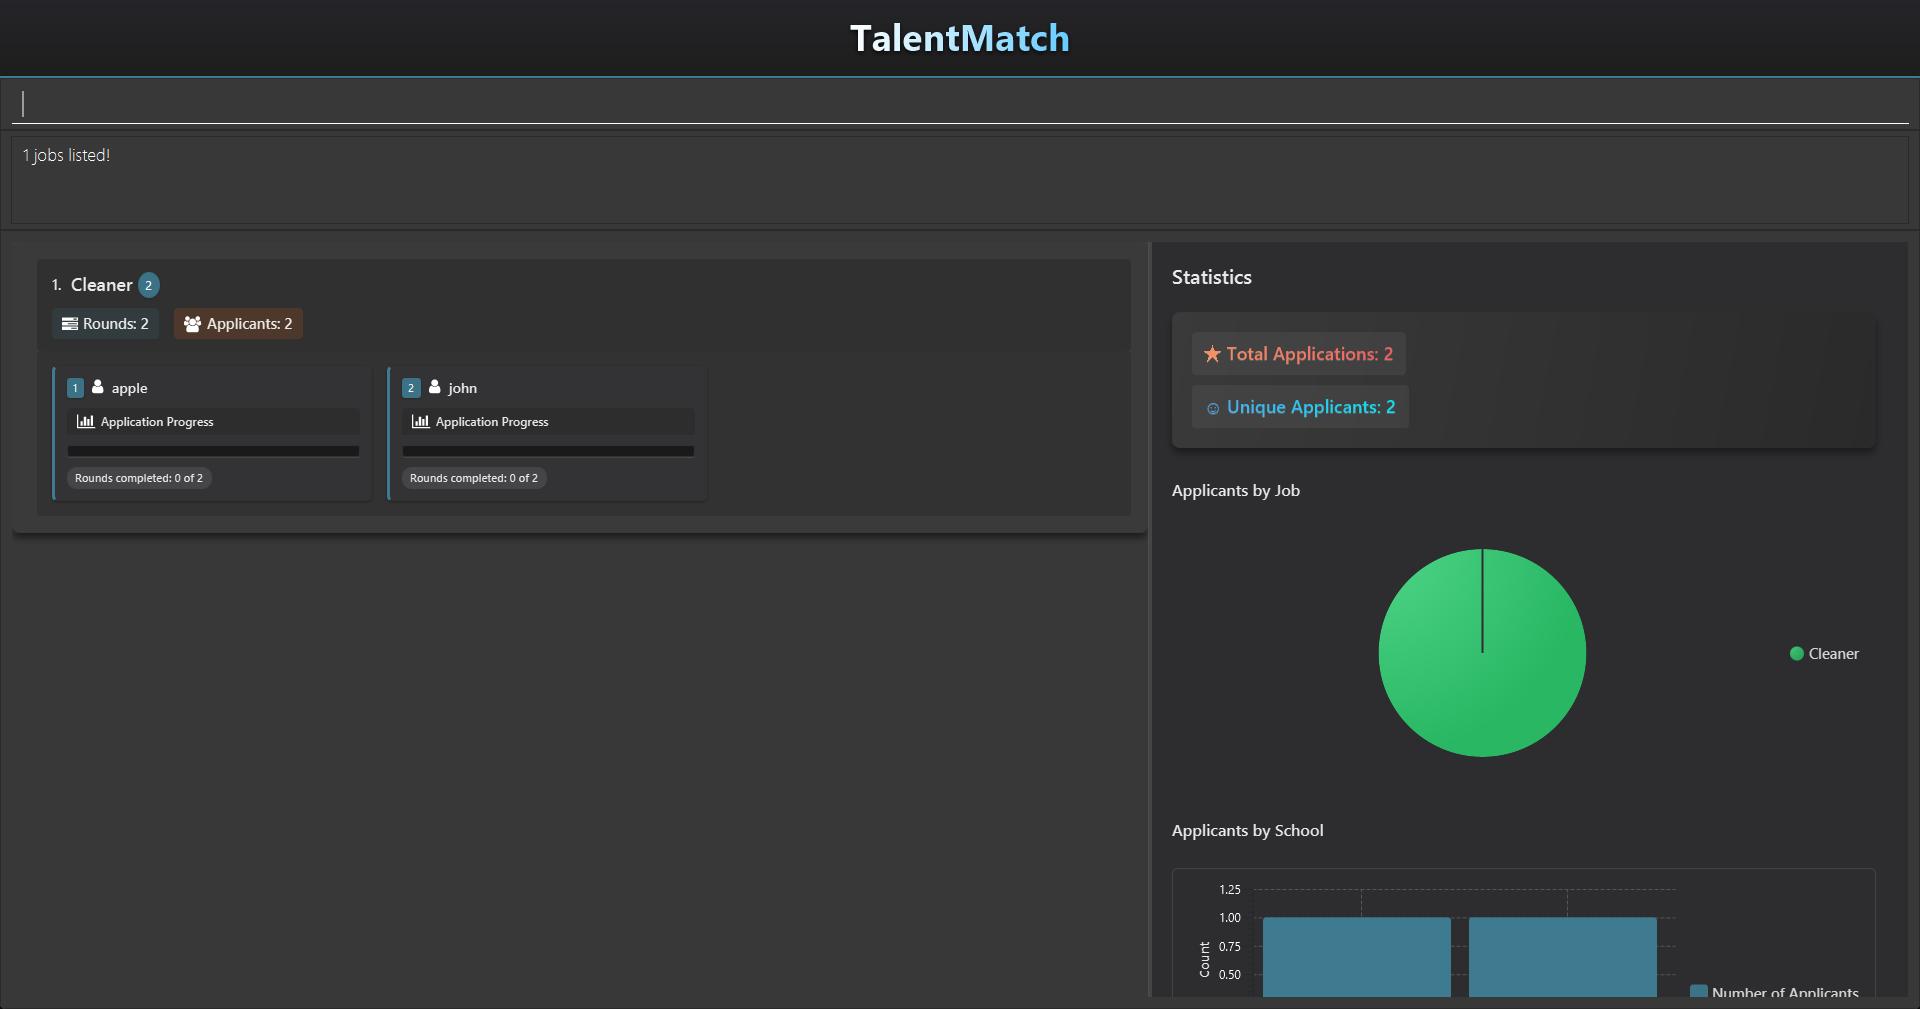 TalentMatch
1 jobs listed!
1. Cleaner 2
Rounds: 2 Applicants: 2
1 apple
Application Progress
Rounds completed: 0 of 2
2 john
Application Progress
Rounds completed: 0 of 2
Statistics
Total Applications: 2
Unique Applicants: 2
Applicants by Job
Cleaner
Applicants by School
1.25
1.00
0.75
0.50
Count
Number of Applicants